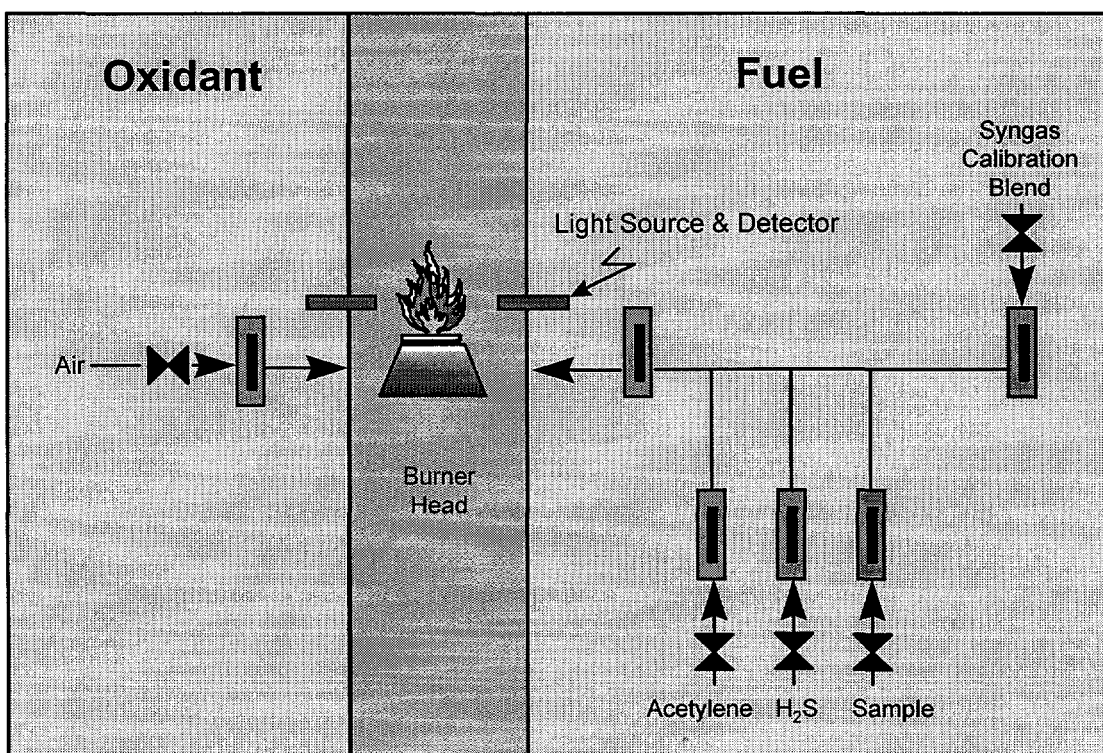 Oxidant
Fuel
Syngas
Calibration
Blend
Light Source & Detector
Air
Burner
Head
Acetylene
H₂S
Sample